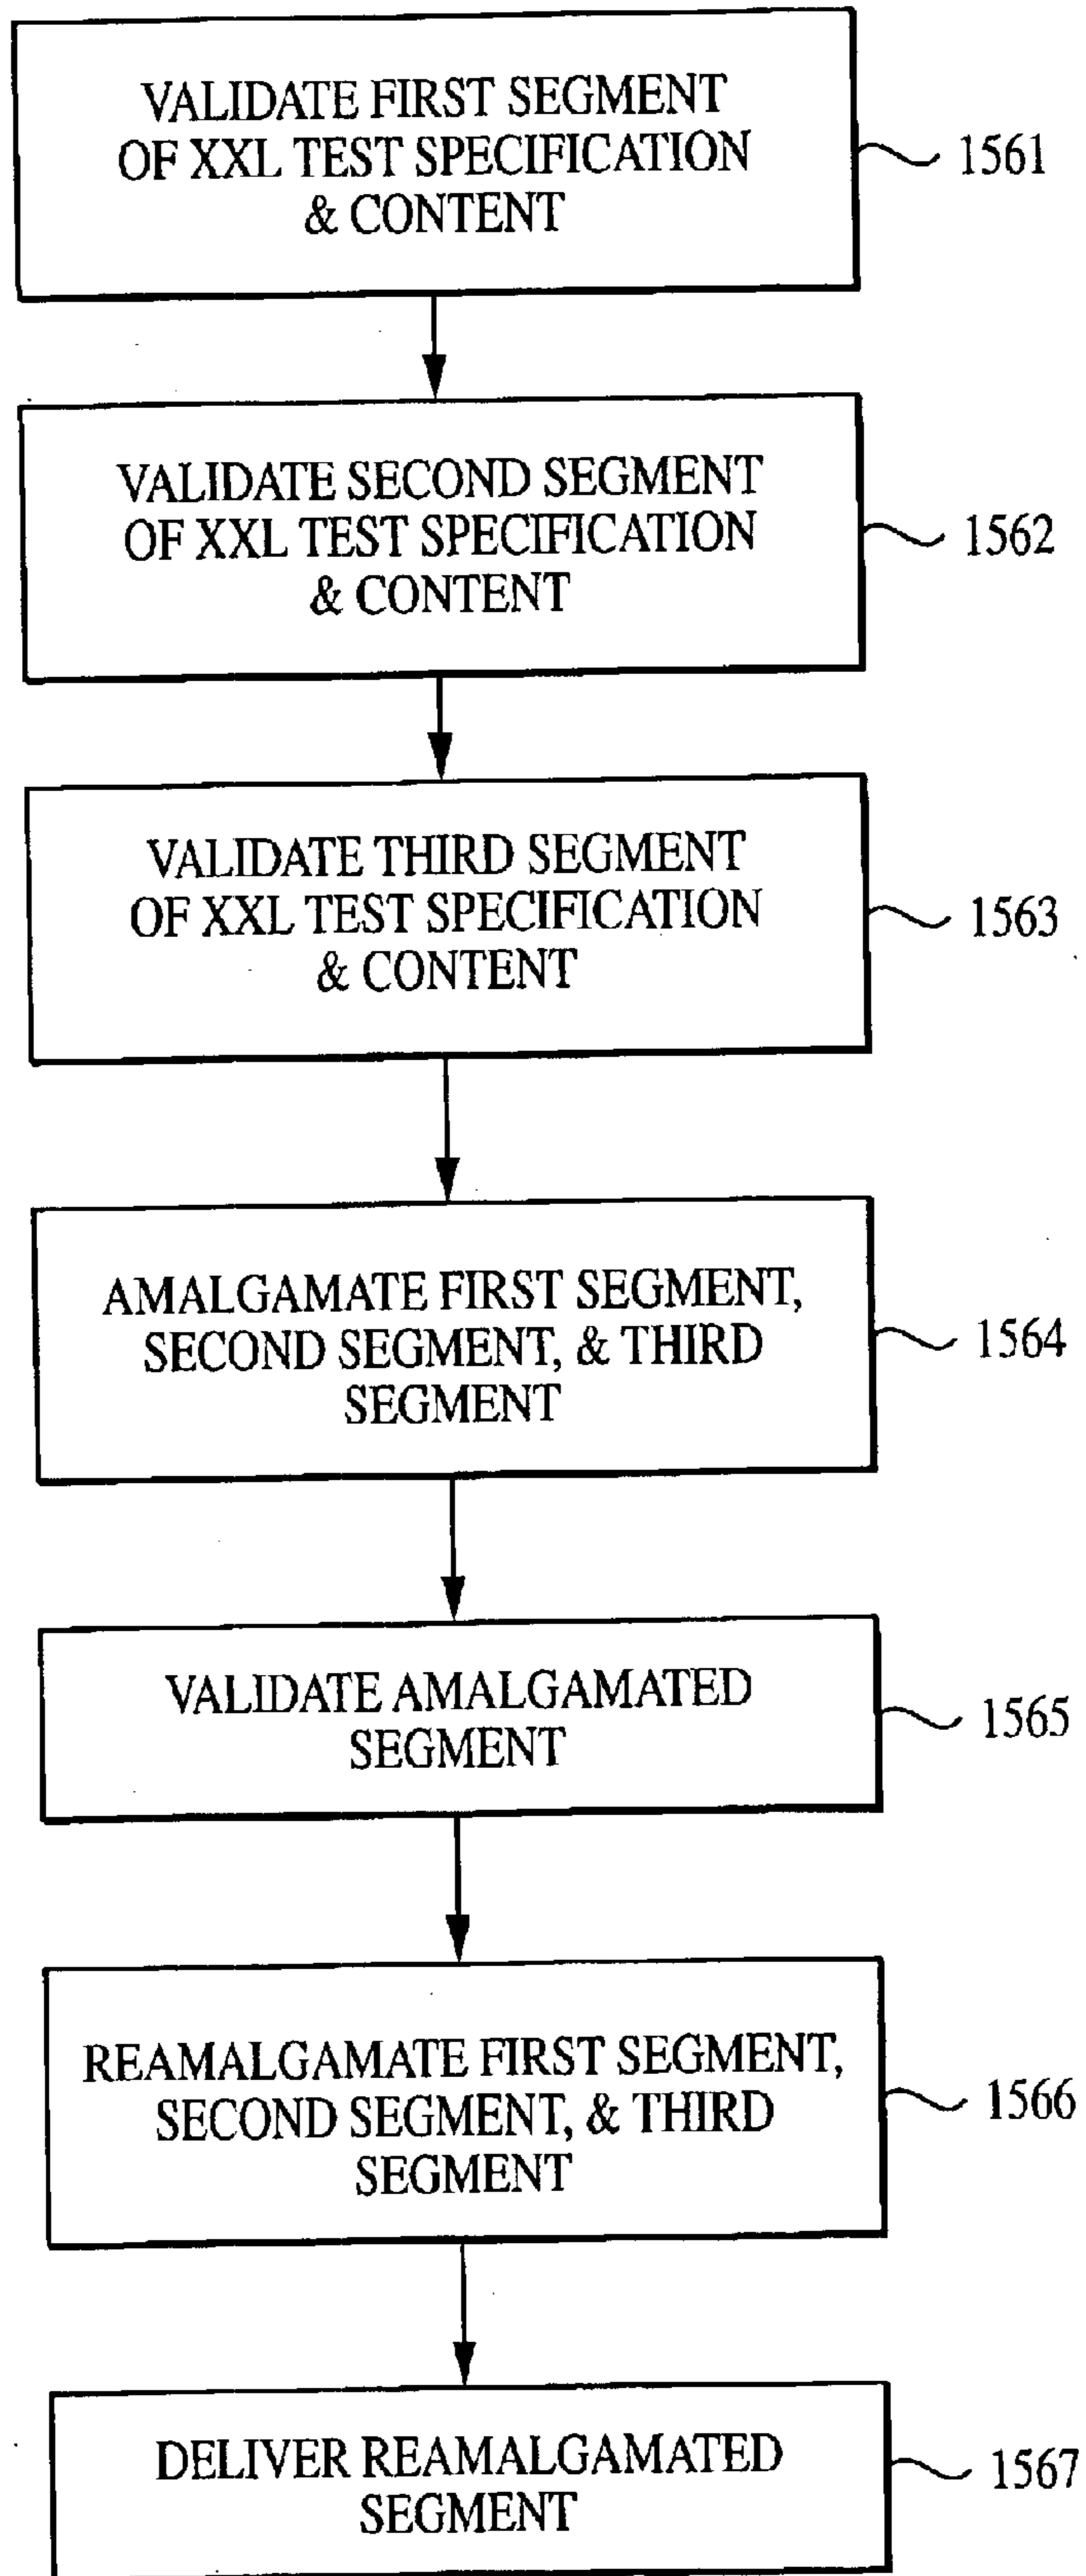 VALIDATE FIRST SEGMENT
OF XXL TEST SPECIFICATION
& CONTENT
1561
VALIDATE SECOND SEGMENT
OF XXL TEST SPECIFICATION
& CONTENT
1562
VALIDATE THIRD SEGMENT
OF XXL TEST SPECIFICATION
& CONTENT
1563
AMALGAMATE FIRST SEGMENT,
SECOND SEGMENT, & THIRD
SEGMENT
1564
VALIDATE AMALGAMATED
SEGMENT
1565
REAMALGAMATE FIRST SEGMENT,
SECOND SEGMENT, & THIRD
SEGMENT
1566
DELIVER REAMALGAMATED
SEGMENT
1567